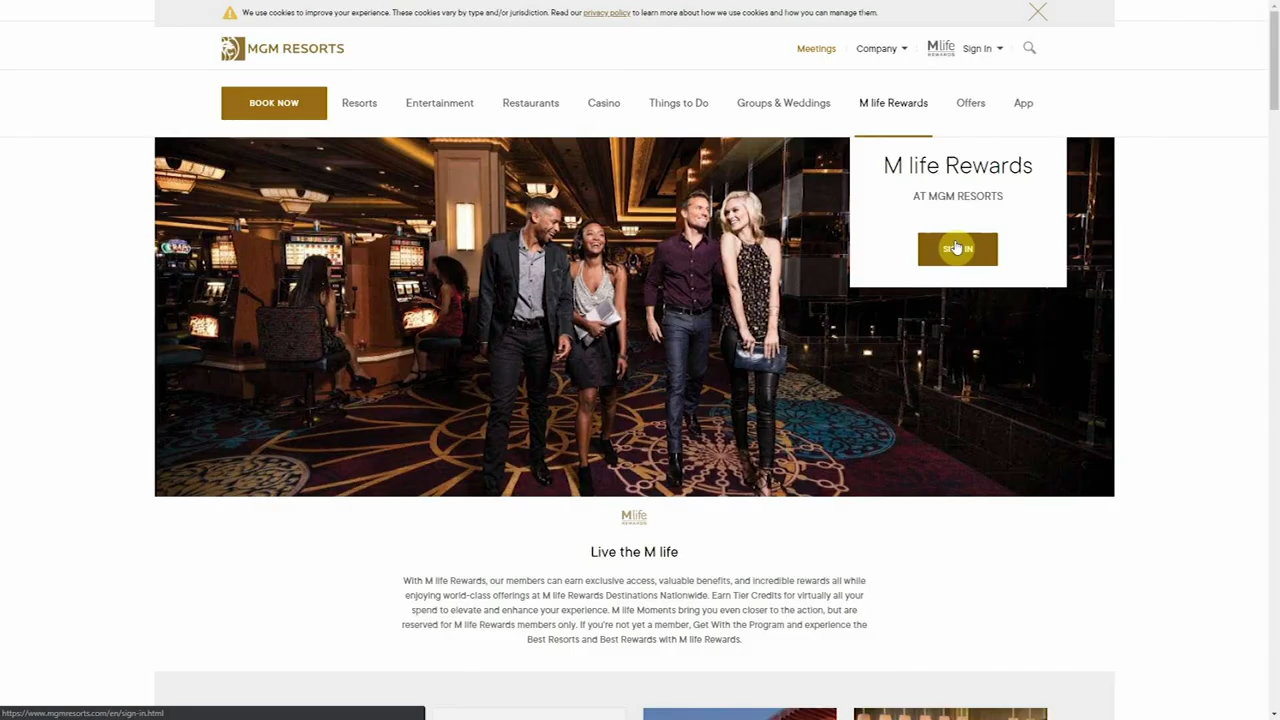 We use cookies to improve your experience. These cookies vary by type and/or jurisdiction. Read our privacy policy to learn more about how we use cookies and how you can manage them.
MGM RESORTS
Meetings
Company
M life REWARDS
Sign In
BOOK NOW
Resorts
Entertainment
Restaurants
Casino
Things to Do
Groups & Weddings
M life Rewards
Offers
App
M life Rewards
AT MGM RESORTS
SIGN IN
M life
REWARDS
Live the M life
With M life Rewards, our members can earn exclusive access, valuable benefits, and incredible rewards all while
enjoying world-class offerings at M life Rewards Destinations Nationwide. Earn Tier Credits for virtually all your
spend to elevate and enhance your experience. M life Moments bring you even closer to the action, but are
reserved for M life Rewards members only. If you're not yet a member, Get With the Program and experience the
Best Resorts and Best Rewards with M life Rewards.
https://www.mgmresorts.com/en/sign-in.html